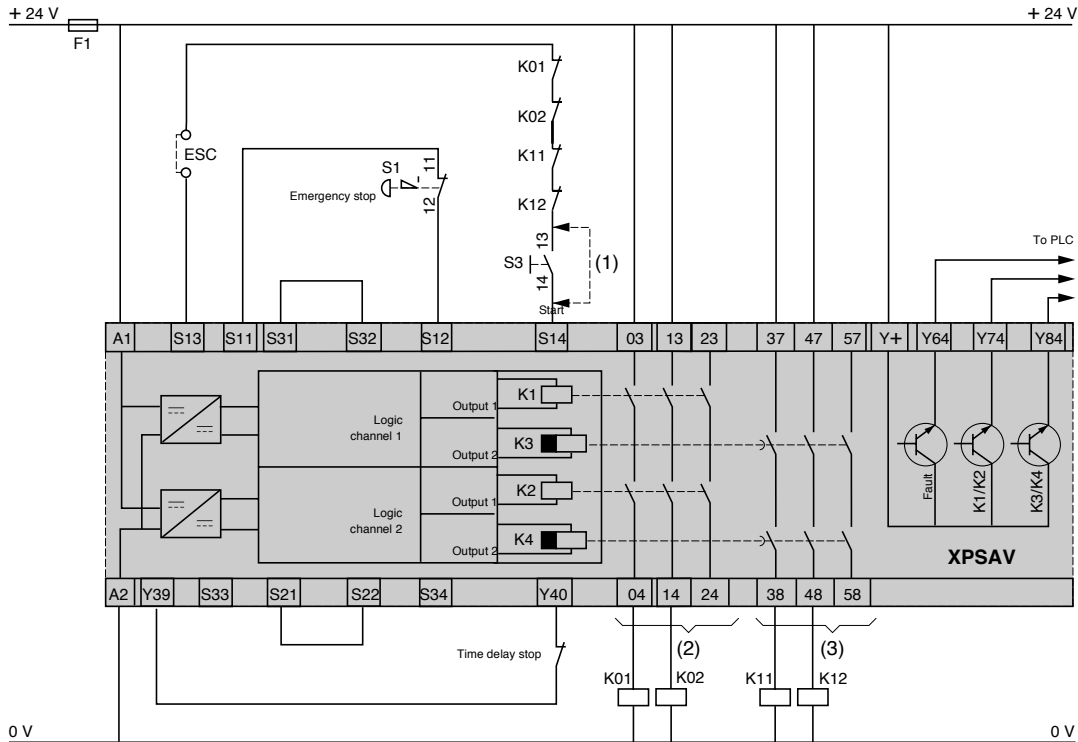 + 24 V
+ 24 V
F1
K01
K02
K11
K12
ESC
S1
Emergency stop
11
12
13
S3
14
(1)
Start
To PLC
A1
S13
S11
S31
S32
S12
S14
03
13
23
37
47
57
Y+
Y64
Y74
Y84
Logic
channel 1
Output 1
K1
Output 2
K3
Logic
channel 2
Output 1
K2
Output 2
K4
Fault
K1/K2
K3/K4
XPSAV
A2
Y39
S33
S21
S22
S34
Y40
04
14
24
38
48
58
Time delay stop
(2)
(3)
K01
K02
K11
K12
0 V
0 V